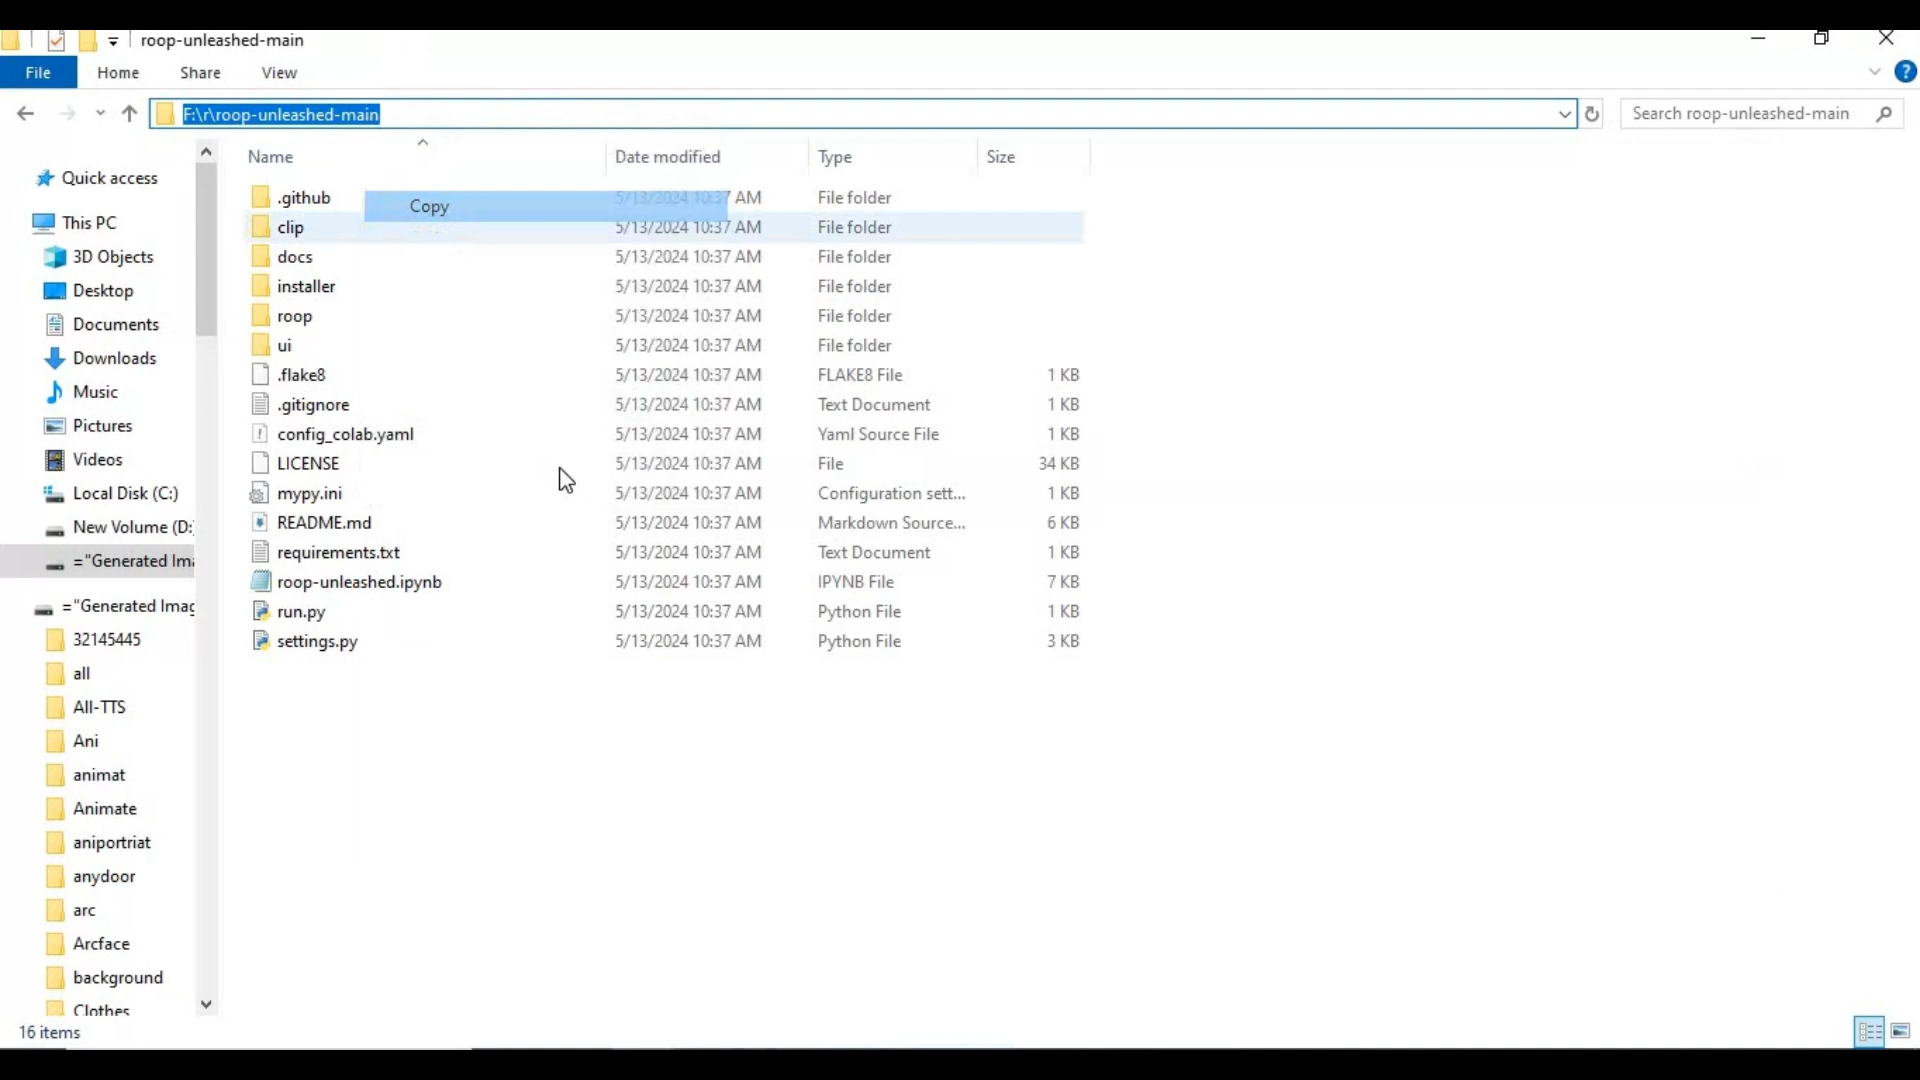 roop-unleashed-main
File Home Share View
F:\r\roop-unleashed-main Search roop-unleashed-main
Name Date modified Type Size
Quick access
This PC
3D Objects
Desktop
Documents
Downloads
Music
Pictures
Videos
Local Disk (C:)
New Volume (D:
="Generated Ima
="Generated Imag
32145445
all
All-TTS
Ani
animat
Animate
aniportriat
anydoor
arc
Arcface
background
Clothes
.github 5/13/2024 10:37 AM File folder
Copy
clip 5/13/2024 10:37 AM File folder
docs 5/13/2024 10:37 AM File folder
installer 5/13/2024 10:37 AM File folder
roop 5/13/2024 10:37 AM File folder
ui 5/13/2024 10:37 AM File folder
.flake8 5/13/2024 10:37 AM FLAKE8 File 1 KB
.gitignore 5/13/2024 10:37 AM Text Document 1 KB
config_colab.yaml 5/13/2024 10:37 AM Yaml Source File 1 KB
LICENSE 5/13/2024 10:37 AM File 34 KB
mypy.ini 5/13/2024 10:37 AM Configuration sett... 1 KB
README.md 5/13/2024 10:37 AM Markdown Source... 6 KB
requirements.txt 5/13/2024 10:37 AM Text Document 1 KB
roop-unleashed.ipynb 5/13/2024 10:37 AM IPYNB File 7 KB
run.py 5/13/2024 10:37 AM Python File 1 KB
settings.py 5/13/2024 10:37 AM Python File 3 KB
16 items